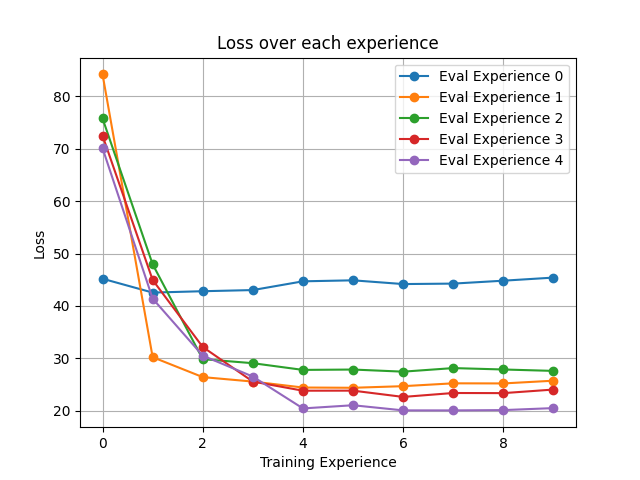 Loss over each experience
Eval Experience 0
Eval Experience 1
Eval Experience 2
Eval Experience 3
Eval Experience 4
80
70
60
50
40
30
20
Loss
0 2 4 6 8
Training Experience